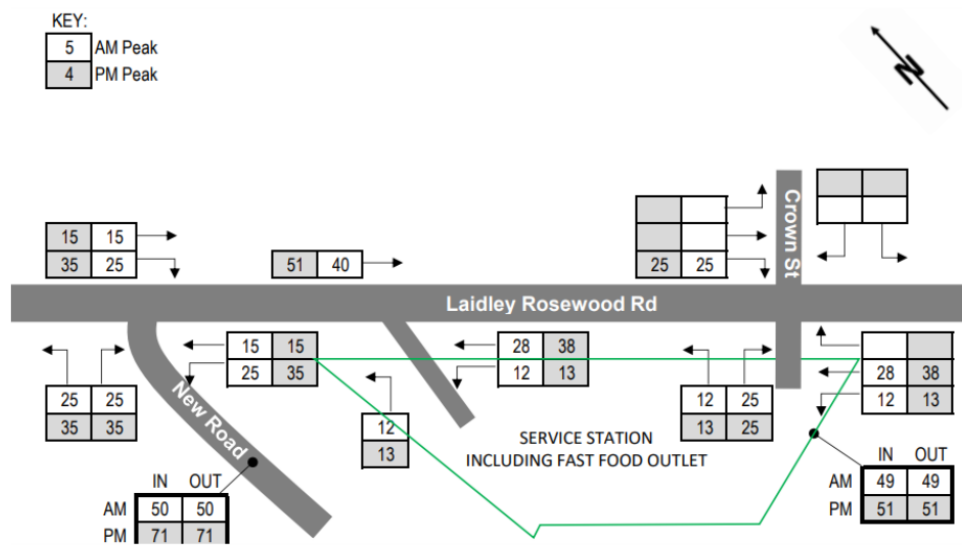 KEY:
5 AM Peak
4 PM Peak
N
15 15
35 25
51 40
25 25
Crown St
Laidley Rosewood Rd
15 15
25 35
28 38
12 13
28 38
12 13
25 25
35 35
New Road
12
13
12 25
13 25
SERVICE STATION
INCLUDING FAST FOOD OUTLET
IN OUT
AM 50 50
PM 71 71
IN OUT
AM 49 49
PM 51 51